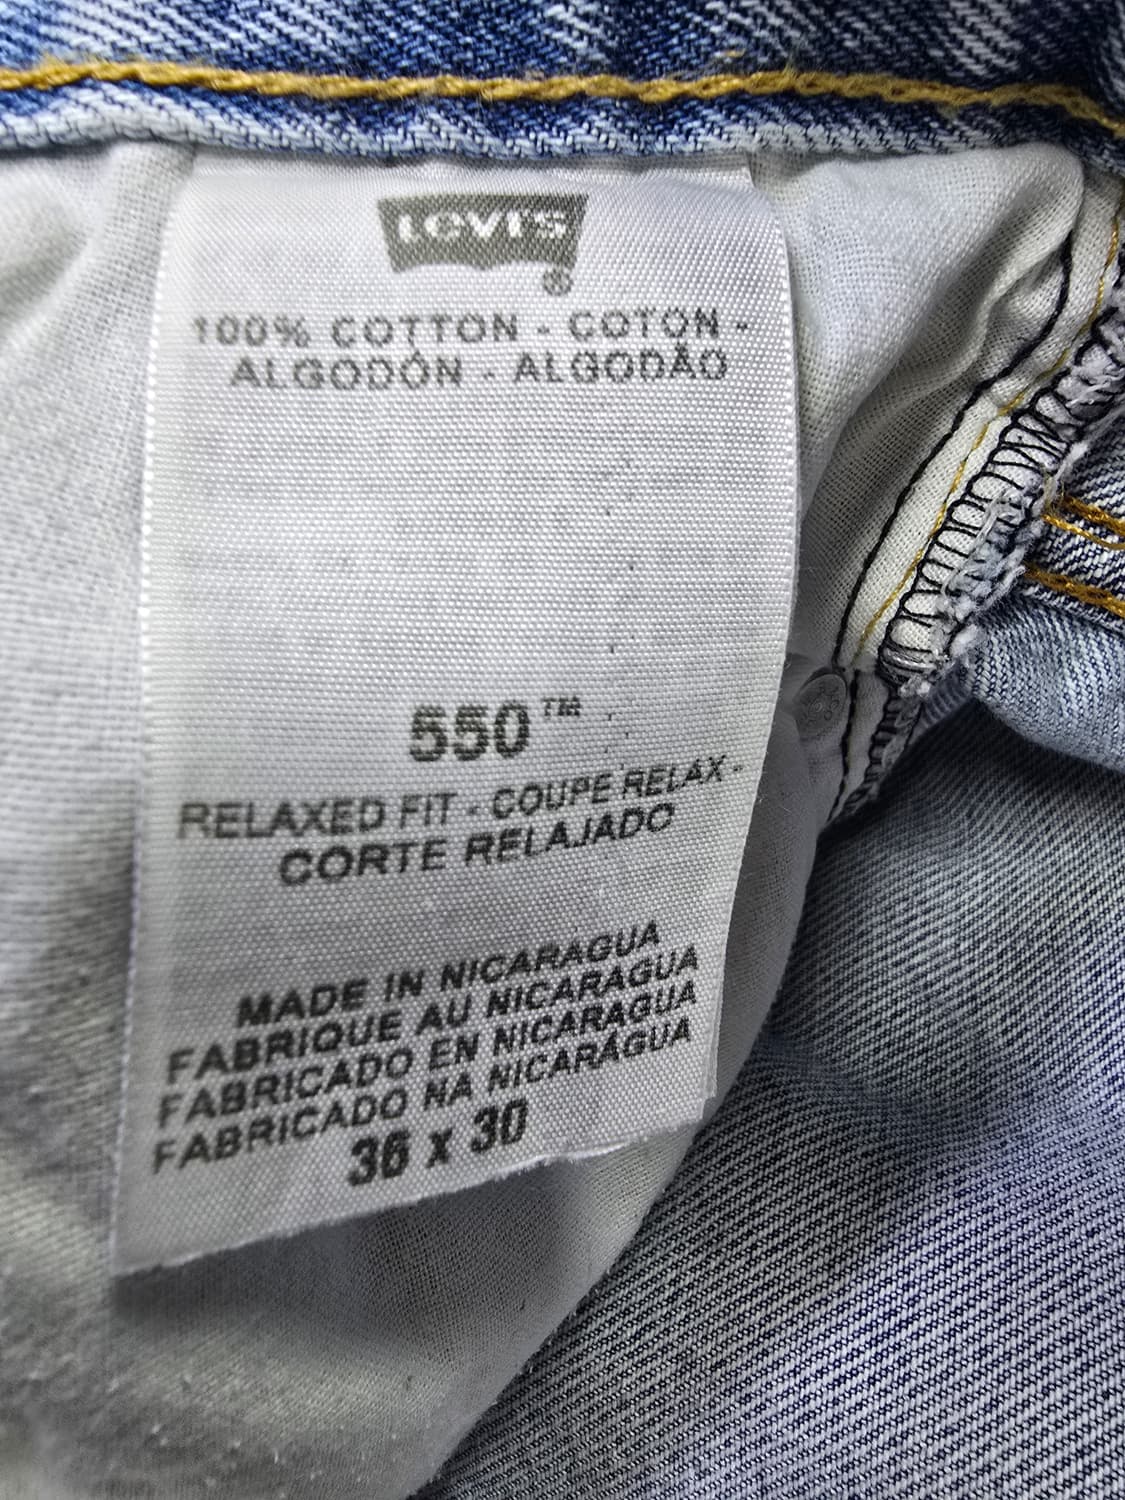 Levi's®
100% COTTON - COTON -
ALGODÓN - ALGODÃO
550™
RELAXED FIT - COUPE RELAX -
CORTE RELAJADO
MADE IN NICARAGUA
FABRIQUE AU NICARAGUA
FABRICADO EN NICARAGUA
FABRICADO NA NICARÁGUA
36 x 30